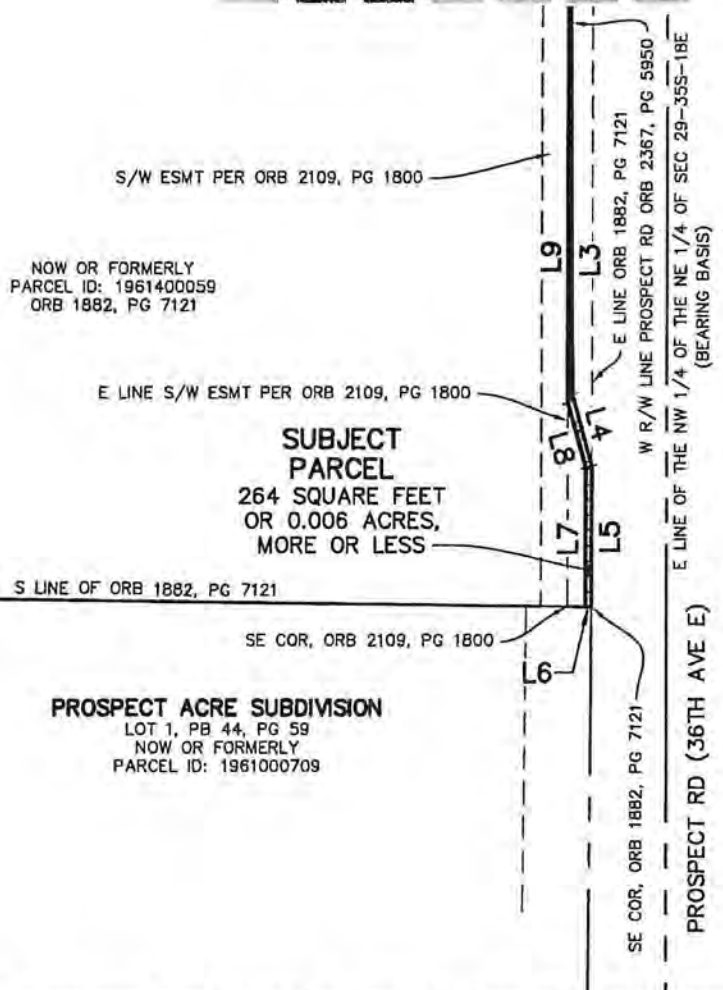 S/W ESMT PER ORB 2109, PG 1800
NOW OR FORMERLY
PARCEL ID: 1961400059
ORB 1882, PG 7121
L9
L3
E LINE ORB 1882, PG 7121
W R/W LINE PROSPECT RD ORB 2367, PG 5950
E LINE OF THE NW 1/4 OF THE NE 1/4 OF SEC 29-35S-18E
(BEARING BASIS)
E LINE S/W ESMT PER ORB 2109, PG 1800
L4
L8
SUBJECT
PARCEL
264 SQUARE FEET
OR 0.006 ACRES,
MORE OR LESS
L7
L5
S LINE OF ORB 1882, PG 7121
SE COR, ORB 2109, PG 1800
L6
PROSPECT ACRE SUBDIVISION
LOT 1, PB 44, PG 59
NOW OR FORMERLY
PARCEL ID: 1961000709
SE COR, ORB 1882, PG 7121
PROSPECT RD (36TH AVE E)